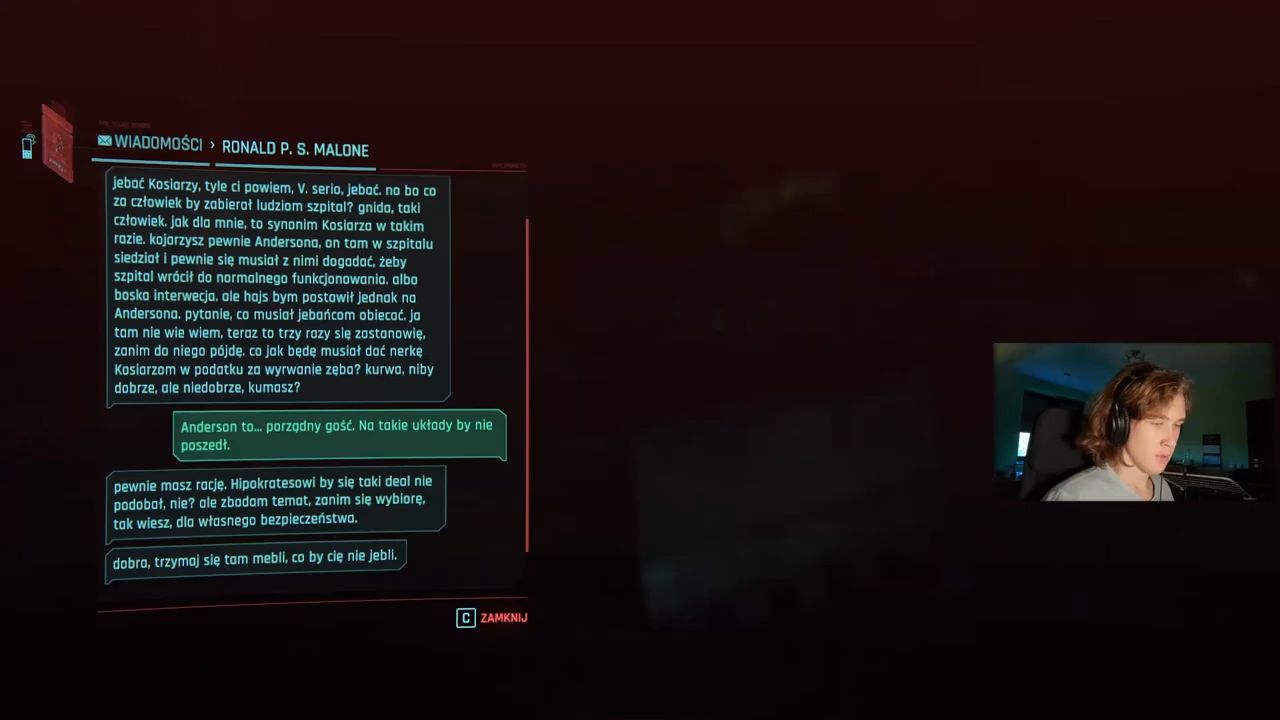 WIADOMOŚCI › RONALD P. S. MALONE
jebać Kosiarzy, tyle ci powiem, V. serio, jebać. no bo co
za człowiek by zabierał ludziom szpital? gnida, taki
człowiek. jak dla mnie, to synonim Kosiarza w takim
razie. kojarzysz pewnie Andersona, on tam w szpitalu
siedział i pewnie się musiał z nimi dogadać, żeby
szpital wrócił do normalnego funkcjonowania. albo
boska interwecja. ale hajs bym postawił jednak na
Andersona. pytanie, co musiał jebańcom obiecać. ja
tam nie wie wiem, teraz to trzy razy się zastanowię,
zanim do niego pójdę. co jak będę musiał dać nerkę
Kosiarzom w podatku za wyrwanie zęba? kurwa, niby
dobrze, ale niedobrze, kumasz?
Anderson to... porządny gość. Na takie układy by nie
poszedł.
pewnie masz rację. Hipokratesowi by się taki deal nie
podobał, nie? ale zbadam temat, zanim się wybiorę,
tak wiesz, dla własnego bezpieczeństwa.
dobra, trzymaj się tam mebli, co by cię nie jebli.
C ZAMKNIJ